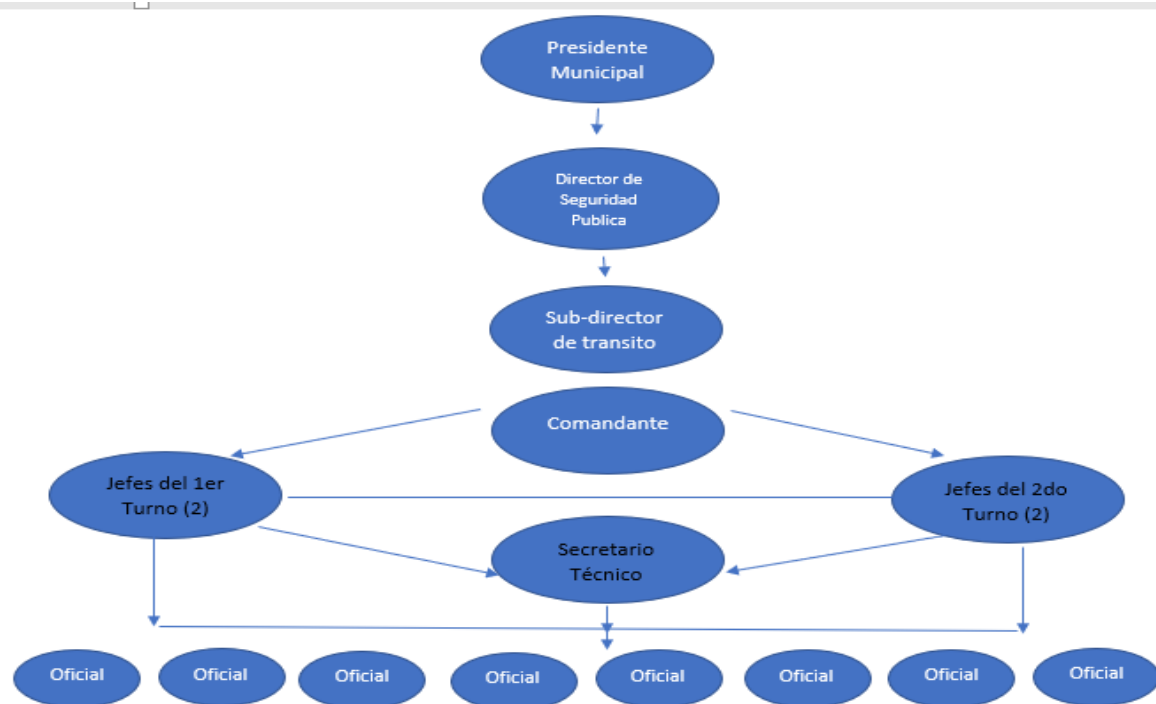 Presidente
Municipal
Director de
Seguridad
Publica
Sub-director
de transito
Comandante
Jefes del 1er
Turno (2)
Jefes del 2do
Turno (2)
Secretario
Técnico
Oficial
Oficial
Oficial
Oficial
Oficial
Oficial
Oficial
Oficial